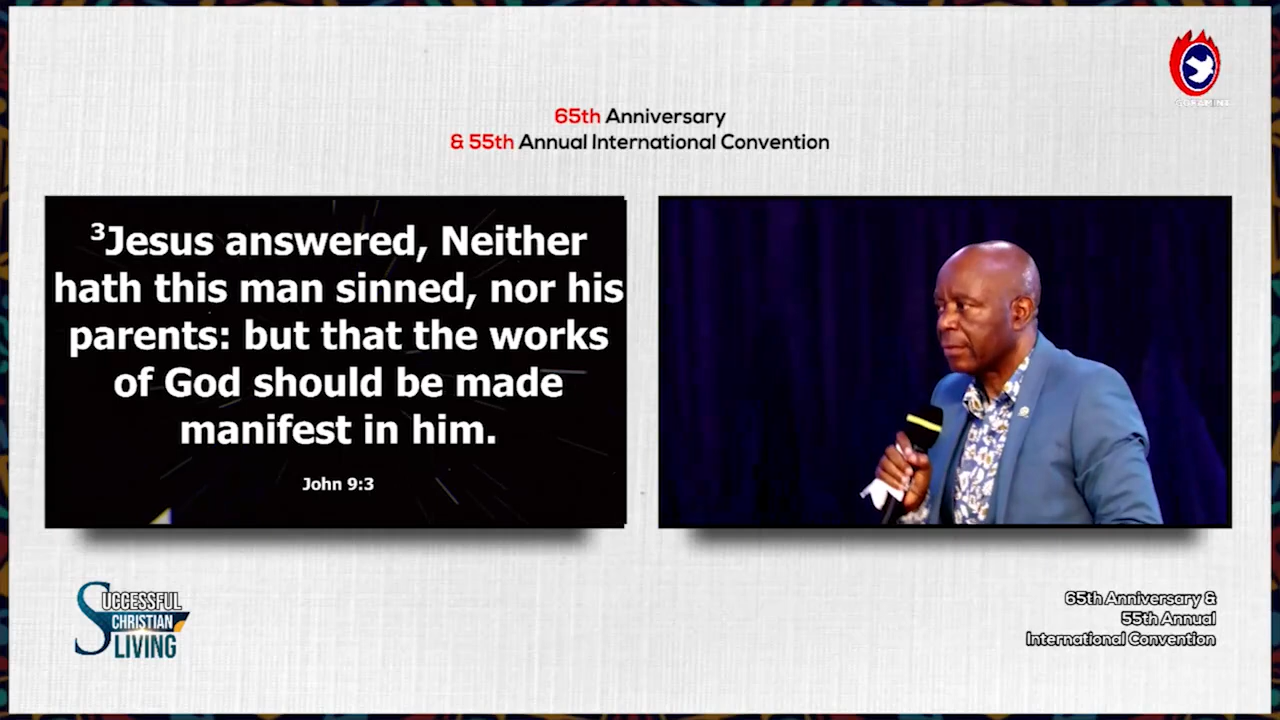 65th Anniversary
& 55th Annual International Convention
3Jesus answered, Neither
hath this man sinned, nor his
parents: but that the works
of God should be made
manifest in him.
John 9:3
SUCCESSFUL
CHRISTIAN
LIVING
65th Anniversary &
55th Annual
International Convention